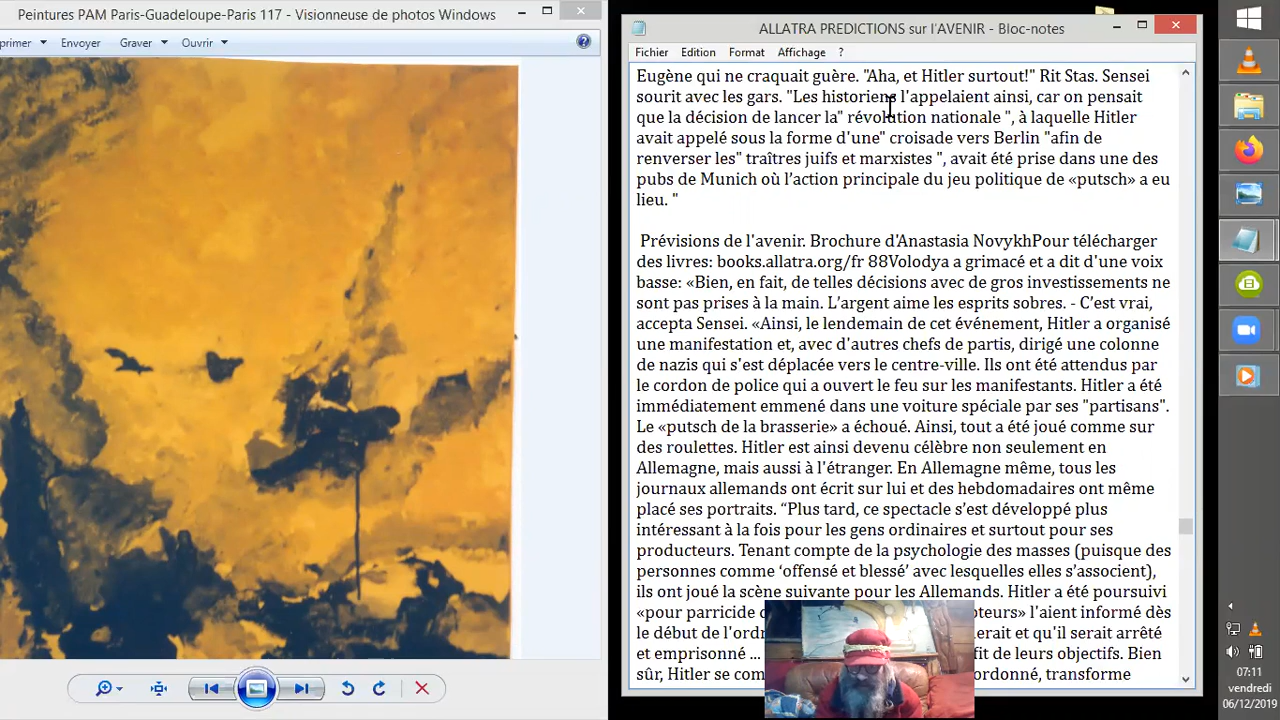 Peintures PAM Paris-Guadeloupe-Paris 117 - Visionneuse de photos Windows
primer Envoyer Graver Ouvrir
ALLATRA PREDICTIONS sur l'AVENIR - Bloc-notes
Fichier Edition Format Affichage ?
Eugène qui ne craquait guère. "Aha, et Hitler surtout!" Rit Stas. Sensei
sourit avec les gars. "Les historiens l'appelaient ainsi, car on pensait
que la décision de lancer la" révolution nationale ", à laquelle Hitler
avait appelé sous la forme d'une" croisade vers Berlin "afin de
renverser les" traîtres juifs et marxistes ", avait été prise dans une des
pubs de Munich où l’action principale du jeu politique de «putsch» a eu
lieu. "
Prévisions de l'avenir. Brochure d'Anastasia NovykhPour télécharger
des livres: books.allatra.org/fr 88Volodya a grimacé et a dit d'une voix
basse: «Bien, en fait, de telles décisions avec de gros investissements ne
sont pas prises à la main. L’argent aime les esprits sobres. - C’est vrai,
accepta Sensei. «Ainsi, le lendemain de cet événement, Hitler a organisé
une manifestation et, avec d'autres chefs de partis, dirigé une colonne
de nazis qui s'est déplacée vers le centre-ville. Ils ont été attendus par
le cordon de police qui a ouvert le feu sur les manifestants. Hitler a été
immédiatement emmené dans une voiture spéciale par ses "partisans".
Le «putsch de la brasserie» a échoué. Ainsi, tout a été joué comme sur
des roulettes. Hitler est ainsi devenu célèbre non seulement en
Allemagne, mais aussi à l'étranger. En Allemagne même, tous les
journaux allemands ont écrit sur lui et des hebdomadaires ont même
placé ses portraits. “Plus tard, ce spectacle s’est développé plus
intéressant à la fois pour les gens ordinaires et surtout pour ses
producteurs. Tenant compte de la psychologie des masses (puisque des
personnes comme ‘offensé et blessé’ avec lesquelles elles s’associent),
ils ont joué la scène suivante pour les Allemands. Hitler a été poursuivi
«pour parricide l'aient informé dès
le début de et qu'il serait arrêté
et emprisonné ... fit de leurs objectifs. Bien
sûr, Hitler se transforme
07:11
vendredi
06/12/2019